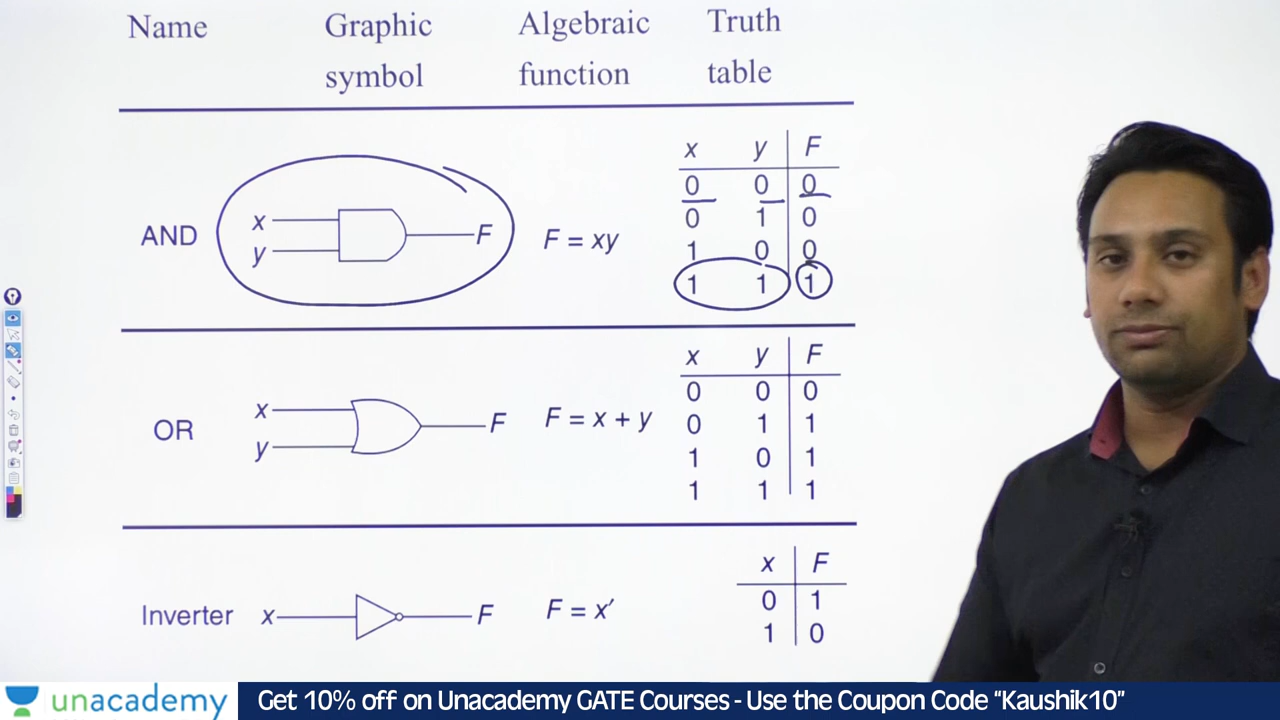 Name Graphic symbol Algebraic function Truth table
AND
x
y
F
F = xy
x y F
0 0 0
0 1 0
1 0 0
1 1 1
OR
x
y
F
F = x + y
x y F
0 0 0
0 1 1
1 0 1
1 1 1
Inverter
x
F
F = x′
x F
0 1
1 0
unacademy
Get 10% off on Unacademy GATE Courses - Use the Coupon Code “Kaushik10”